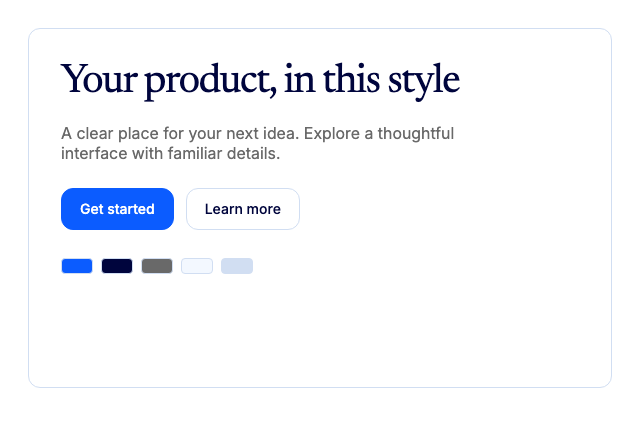 Your product, in this style
A clear place for your next idea. Explore a thoughtful
interface with familiar details.
Get started
Learn more